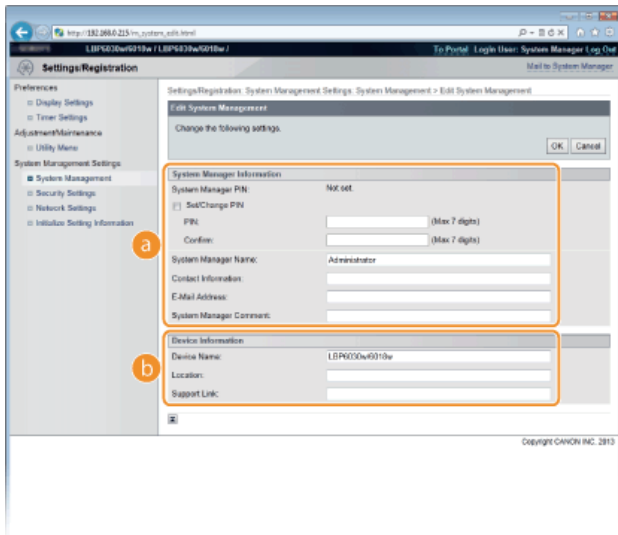 http://192.168.0.215/m_system_edit.html
LBP6030w/6018w / LBP6030w/6018w /
To Portal Login User: System Manager Log Out
Settings/Registration
Mail to System Manager
Preferences
Display Settings
Timer Settings
Adjustment/Maintenance
Utility Menu
System Management Settings
System Management
Security Settings
Network Settings
Initialize Setting Information
Settings/Registration: System Management Settings: System Management > Edit System Management
Edit System Management
Change the following settings.
OK Cancel
a
System Manager Information
System Manager PIN: Not set.
Set/Change PIN
PIN: (Max 7 digits)
Confirm: (Max 7 digits)
System Manager Name: Administrator
Contact Information:
E-Mail Address:
System Manager Comment:
b
Device Information
Device Name: LBP6030w/6018w
Location:
Support Link:
Copyright CANON INC. 2013